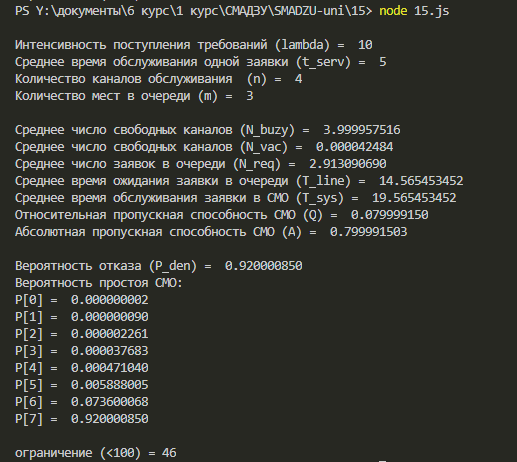 PS Y:\документы\6 курс\1 курс\СМАДЗУ\SMADZU-uni\15> node 15.js
Интенсивность поступления требований (lambda) =  10
Среднее время обслуживания одной заявки (t_serv) =  5
Количество каналов обслуживания  (n) =  4
Количество мест в очереди (m) =  3
Среднее число свободных каналов (N_buzy) =  3.999957516
Среднее число свободных каналов (N_vac) =  0.000042484
Среднее число заявок в очереди (N_req) =  2.913090690
Среднее время ожидания заявки в очереди (T_line) =  14.565453452
Среднее время обслуживания заявки в СМО (T_sys) =  19.565453452
Относительная пропускная способность СМО (Q) =  0.079999150
Абсолютная пропускная способность СМО (A) =  0.799991503
Вероятность отказа (P_den) =  0.920000850
Вероятность простоя СМО:
P[0] =  0.000000002
P[1] =  0.000000090
P[2] =  0.000002261
P[3] =  0.000037683
P[4] =  0.000471040
P[5] =  0.005888005
P[6] =  0.073600068
P[7] =  0.920000850
ограничение (<100) = 46